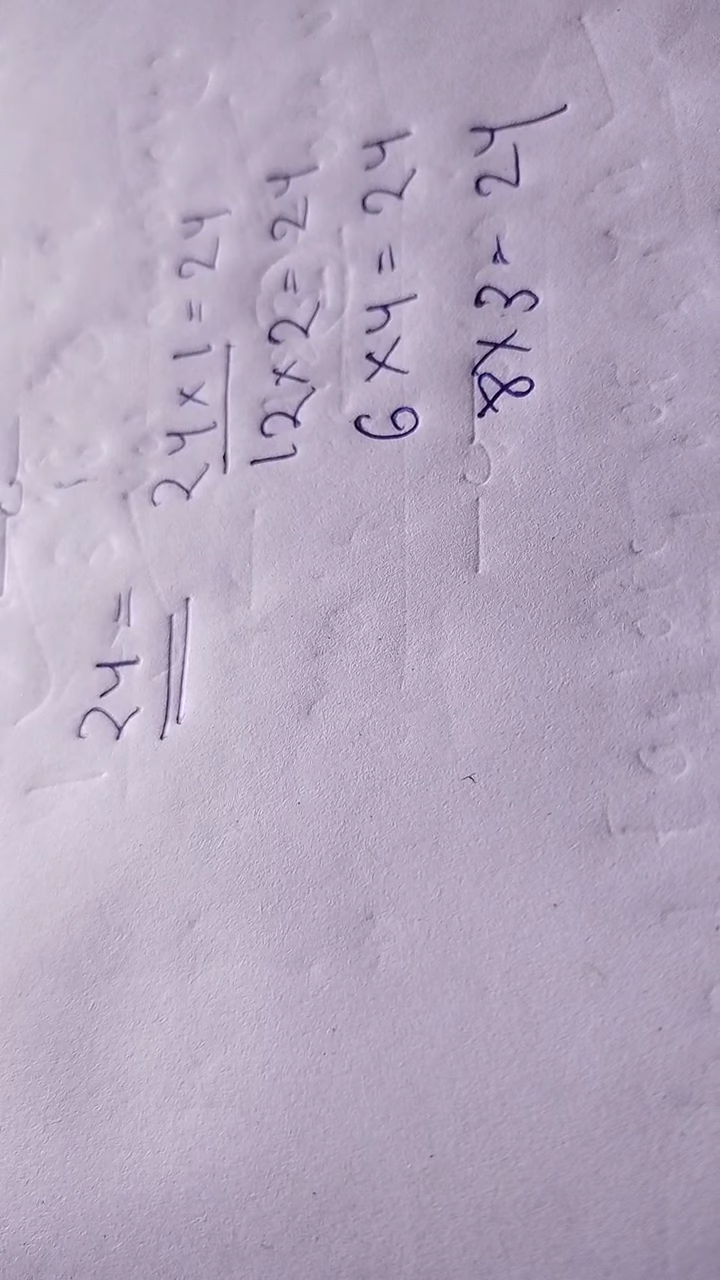 24 =
24 x 1 = 24
12 x 2 = 24
6 x 4 = 24
8 x 3 - 24